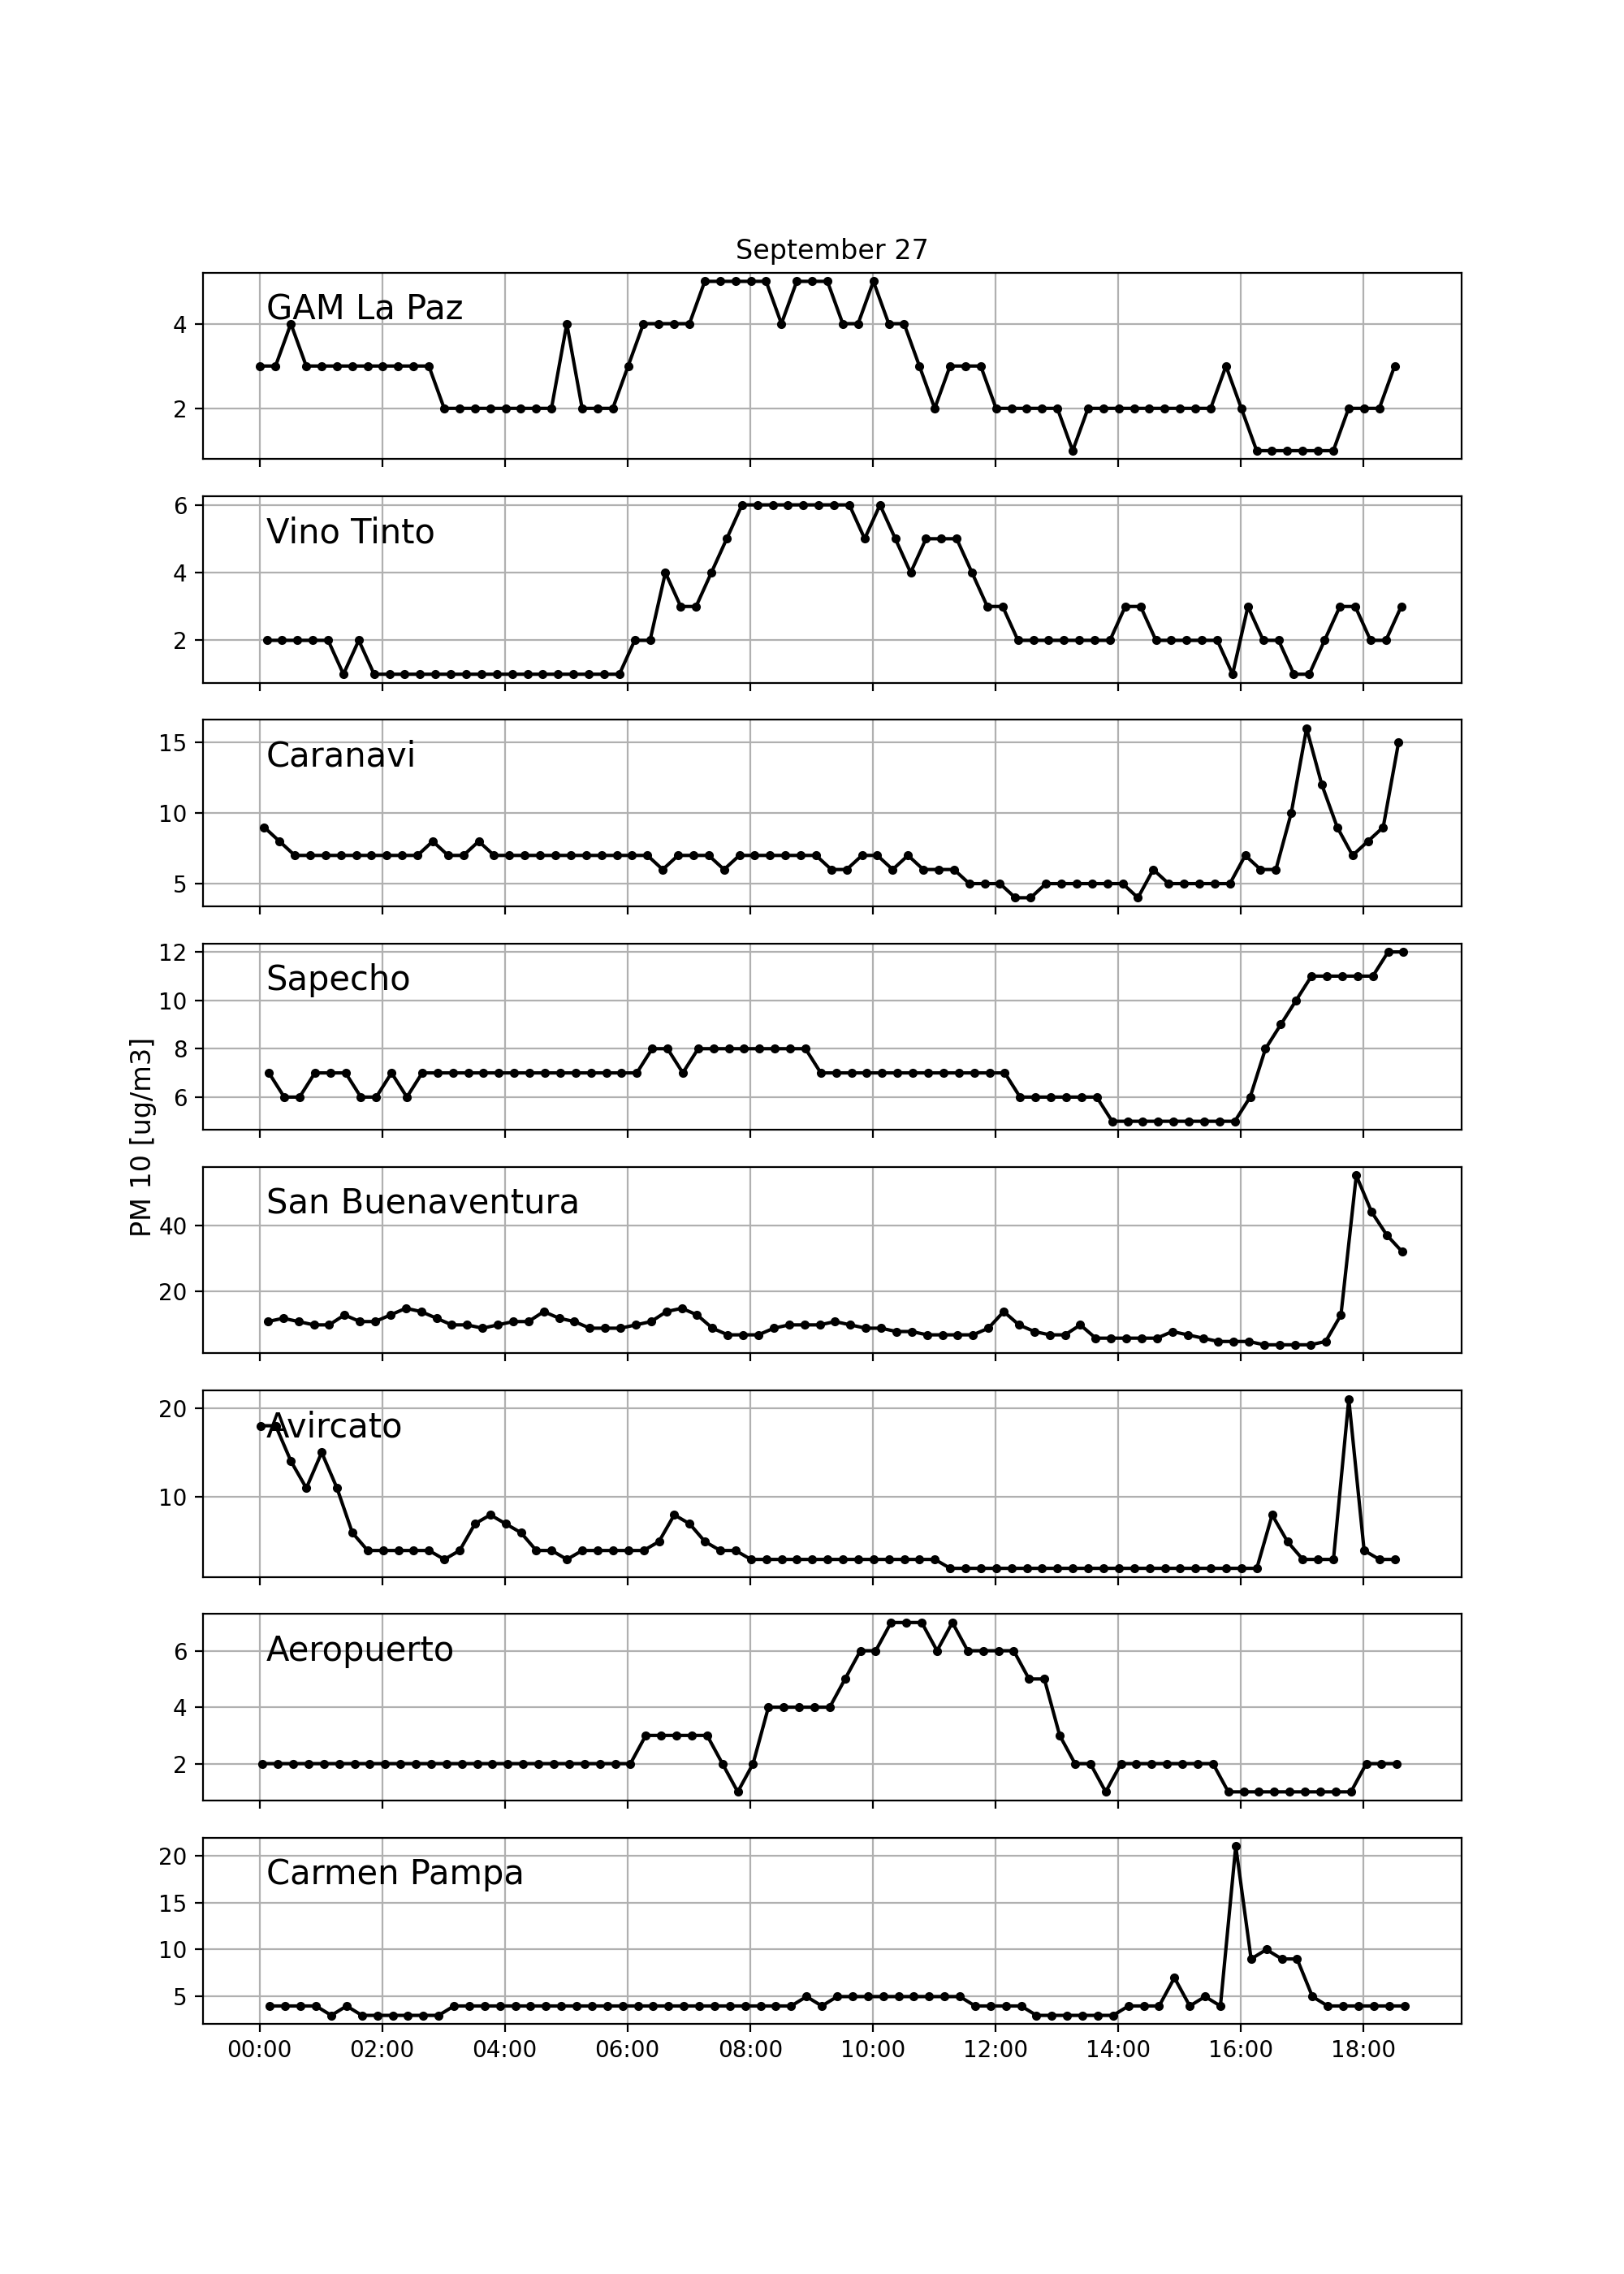 September 27
GAM La Paz
4
2
Vino Tinto
6
4
2
Caranavi
15
10
5
Sapecho
12
10
8
6
PM 10 [ug/m3]
San Buenaventura
40
20
Avircato
20
10
Aeropuerto
6
4
2
Carmen Pampa
20
15
10
5
00:00 02:00 04:00 06:00 08:00 10:00 12:00 14:00 16:00 18:00